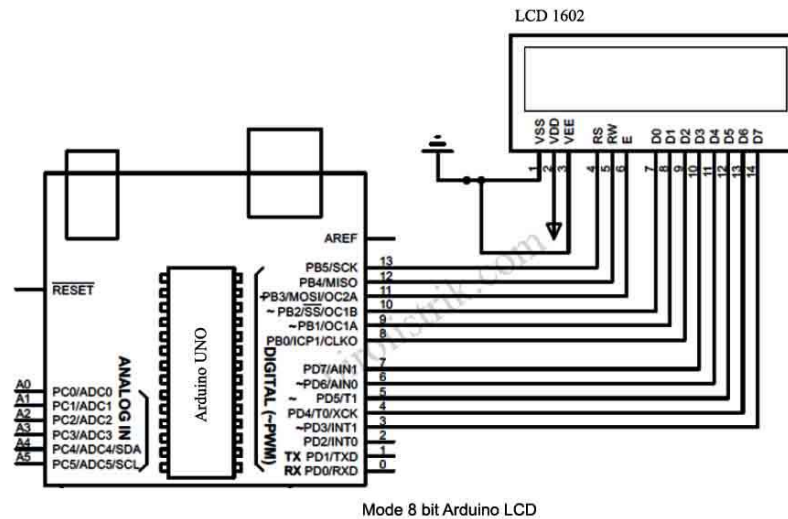 LCD 1602
VSS
VDD
VEE
RS
RW
E
D0
D1
D2
D3
D4
D5
D6
D7
1
2
3
4
5
6
7
8
9
10
11
12
13
14
AREF
RESET
PB5/SCK 13
PB4/MISO 12
PB3/MOSI/OC2A 11
~ PB2/SS/OC1B 10
~PB1/OC1A 9
PB0/ICP1/CLKO 8
PD7/AIN1 7
~PD6/AIN0 6
~ PD5/T1 5
PD4/T0/XCK 4
~PD3/INT1 3
PD2/INT0 2
TX PD1/TXD 1
RX PD0/RXD 0
Arduino UNO
DIGITAL (~PWM)
ANALOG IN
A0 PC0/ADC0
A1 PC1/ADC1
A2 PC2/ADC2
A3 PC3/ADC3
A4 PC4/ADC4/SDA
A5 PC5/ADC5/SCL
Mode 8 bit Arduino LCD